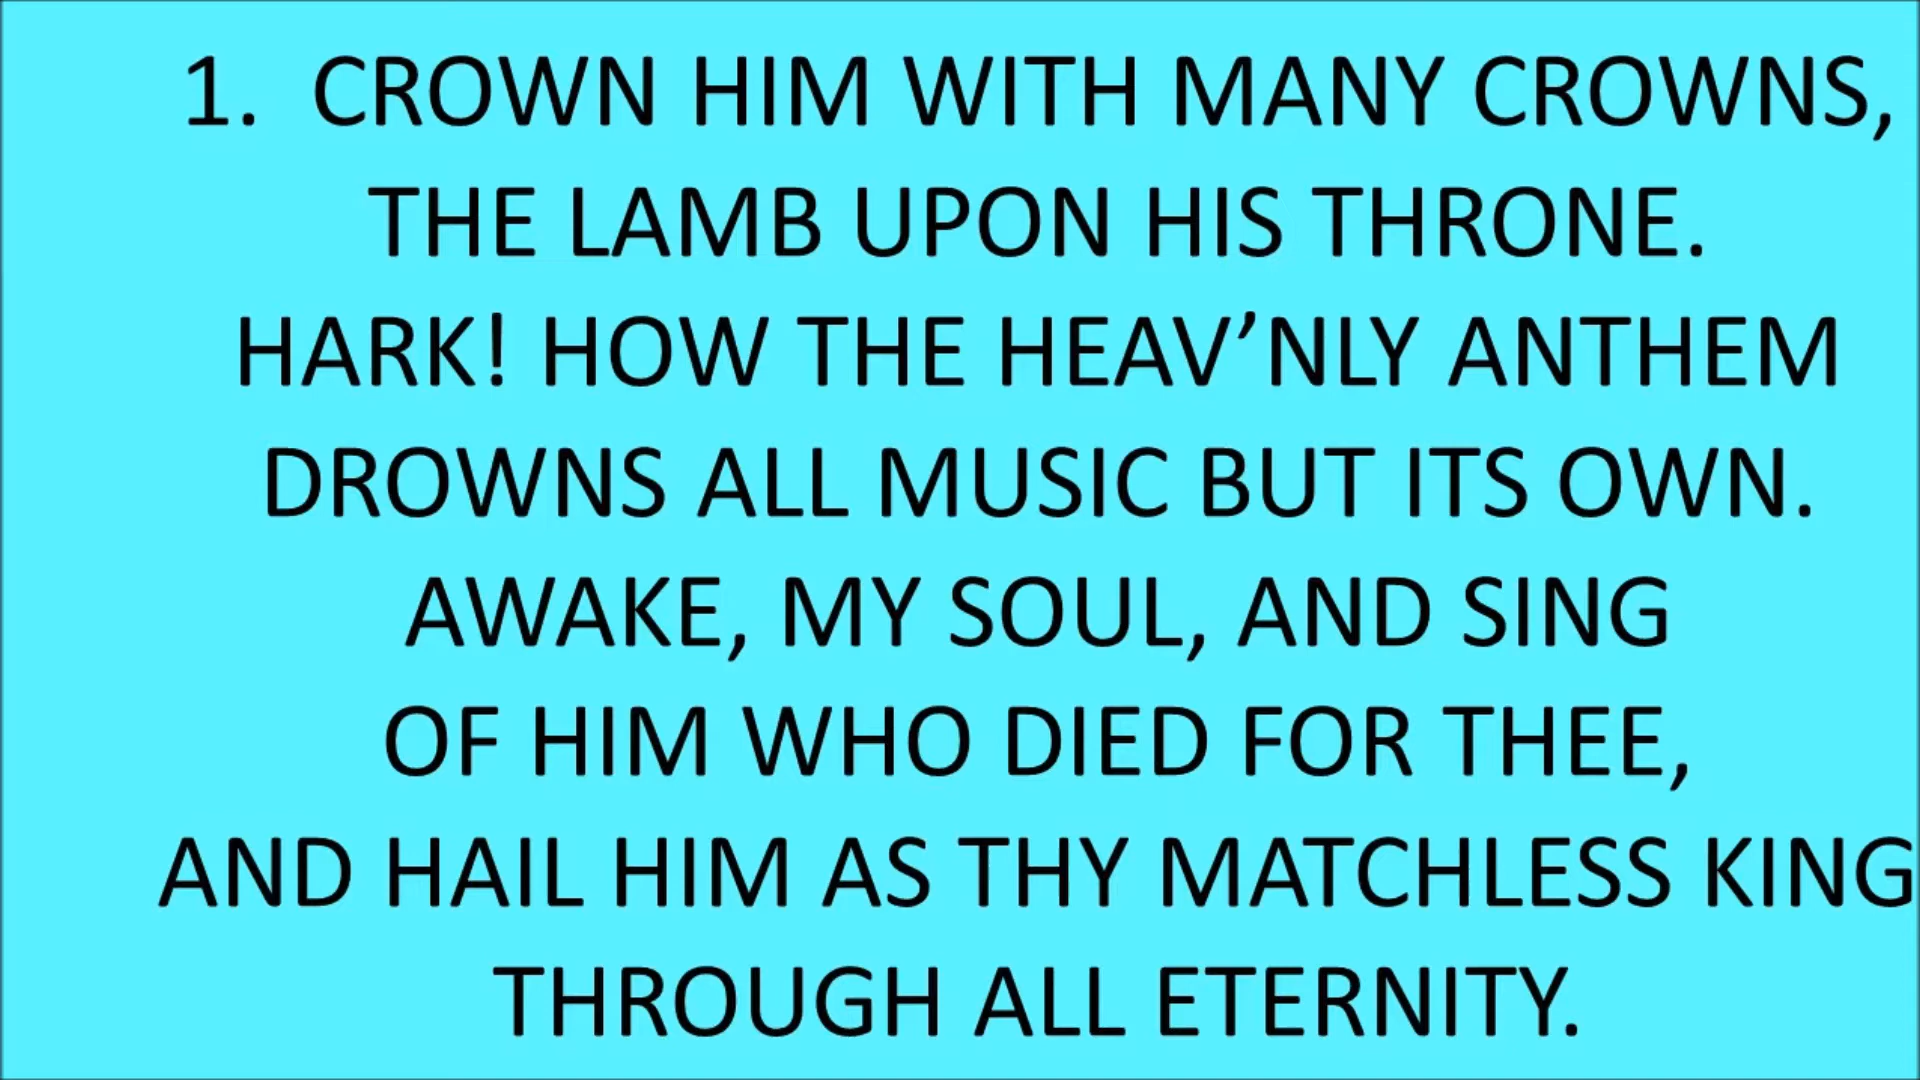 1. CROWN HIM WITH MANY CROWNS,
THE LAMB UPON HIS THRONE.
HARK! HOW THE HEAV’NLY ANTHEM
DROWNS ALL MUSIC BUT ITS OWN.
AWAKE, MY SOUL, AND SING
OF HIM WHO DIED FOR THEE,
AND HAIL HIM AS THY MATCHLESS KING
THROUGH ALL ETERNITY.